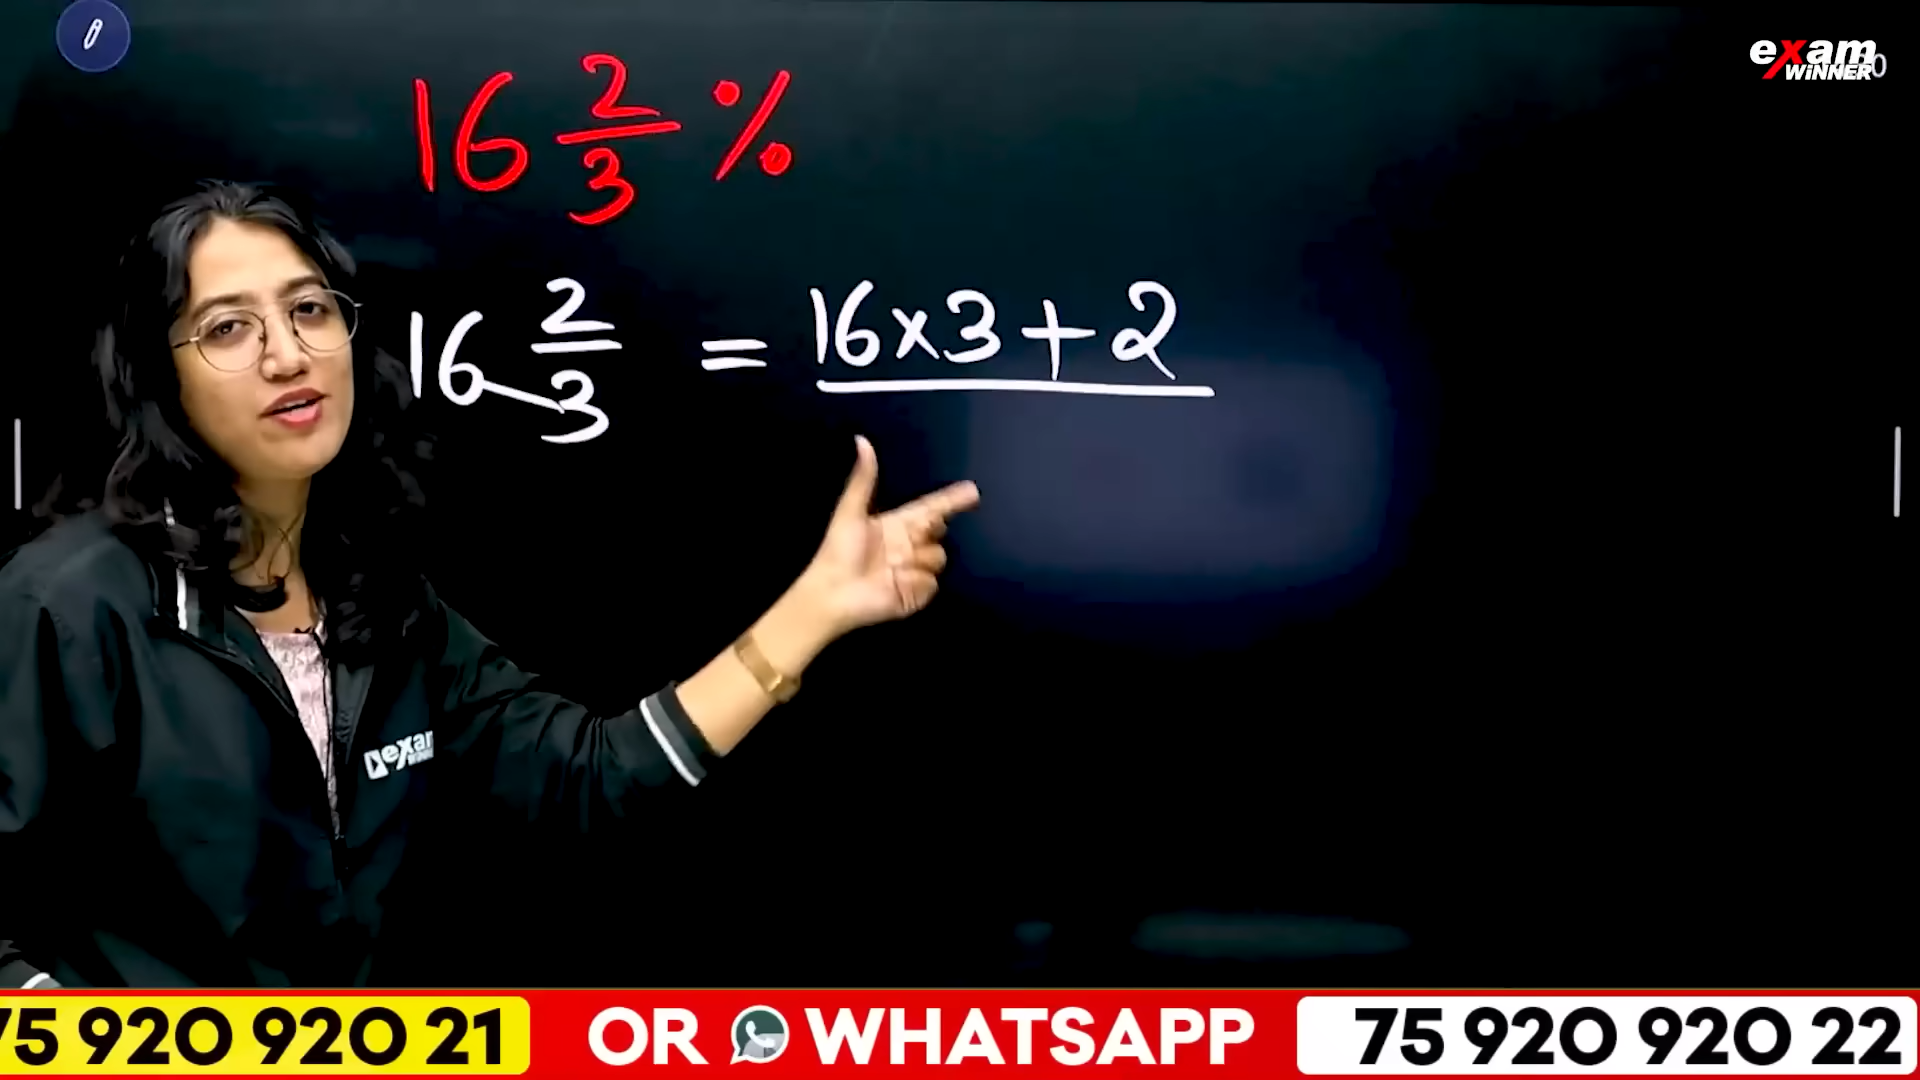 exam
WINNER
16 2/3 %
16 2/3 = 16×3+2
exam
75 920 920 21 OR WHATSAPP 75 920 920 22